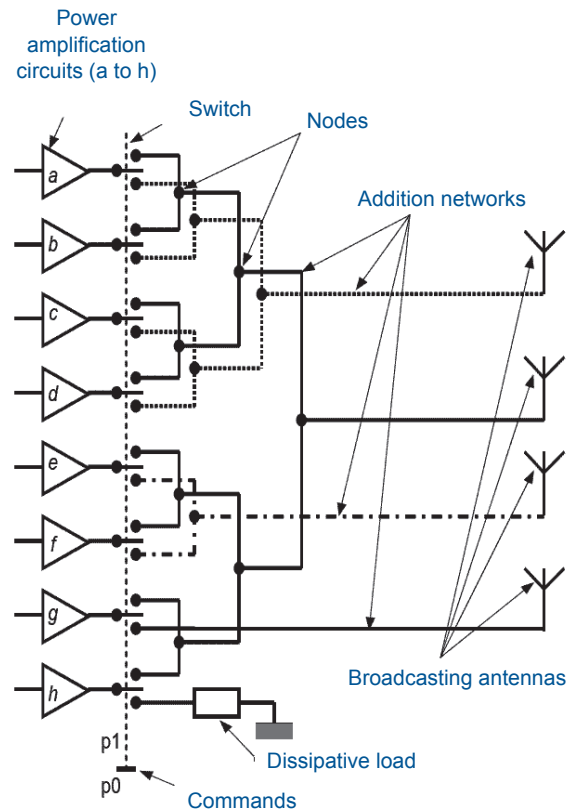 Power
amplification
circuits (a to h)
Switch
Nodes
Addition networks
a
b
c
d
e
f
g
h
Broadcasting antennas
p1
Dissipative load
p0
Commands